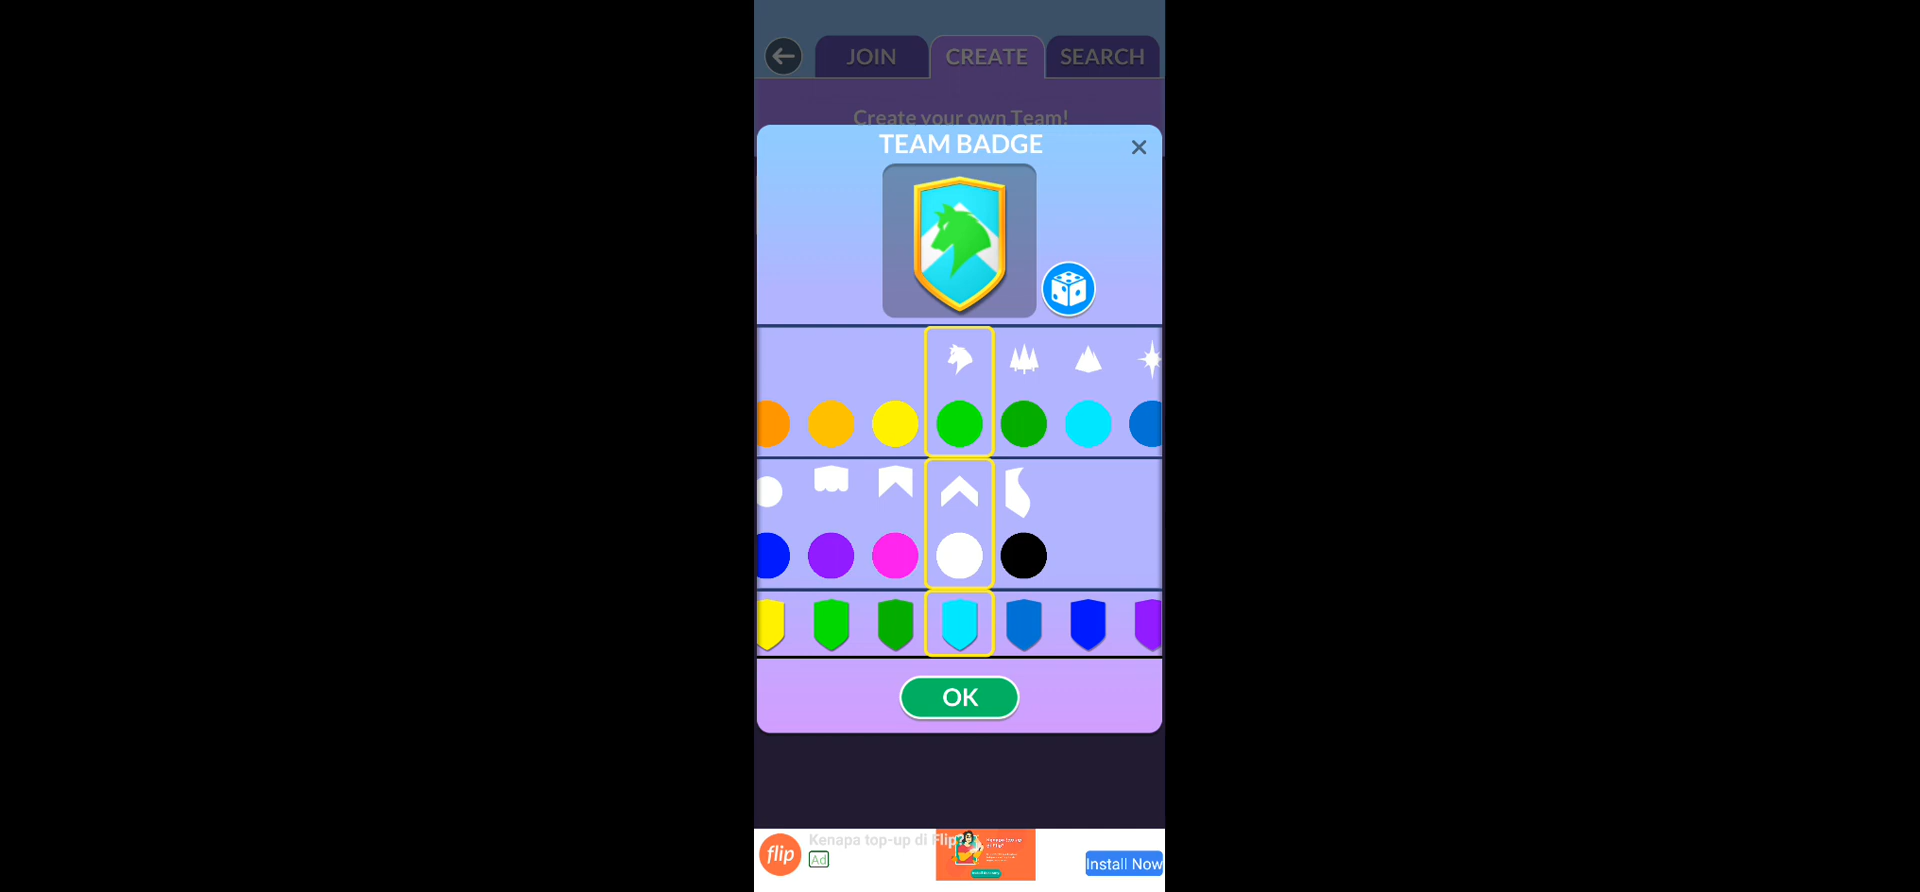 JOIN
CREATE
SEARCH
Create your own Team!
TEAM BADGE
OK
flip
Kenapa top-up di Flip?
Ad
Install Now